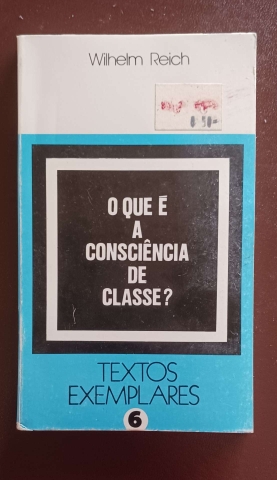 Wilhelm Reich
O QUE É
A
CONSCIÊNCIA
DE
CLASSE?
TEXTOS
EXEMPLARES
6